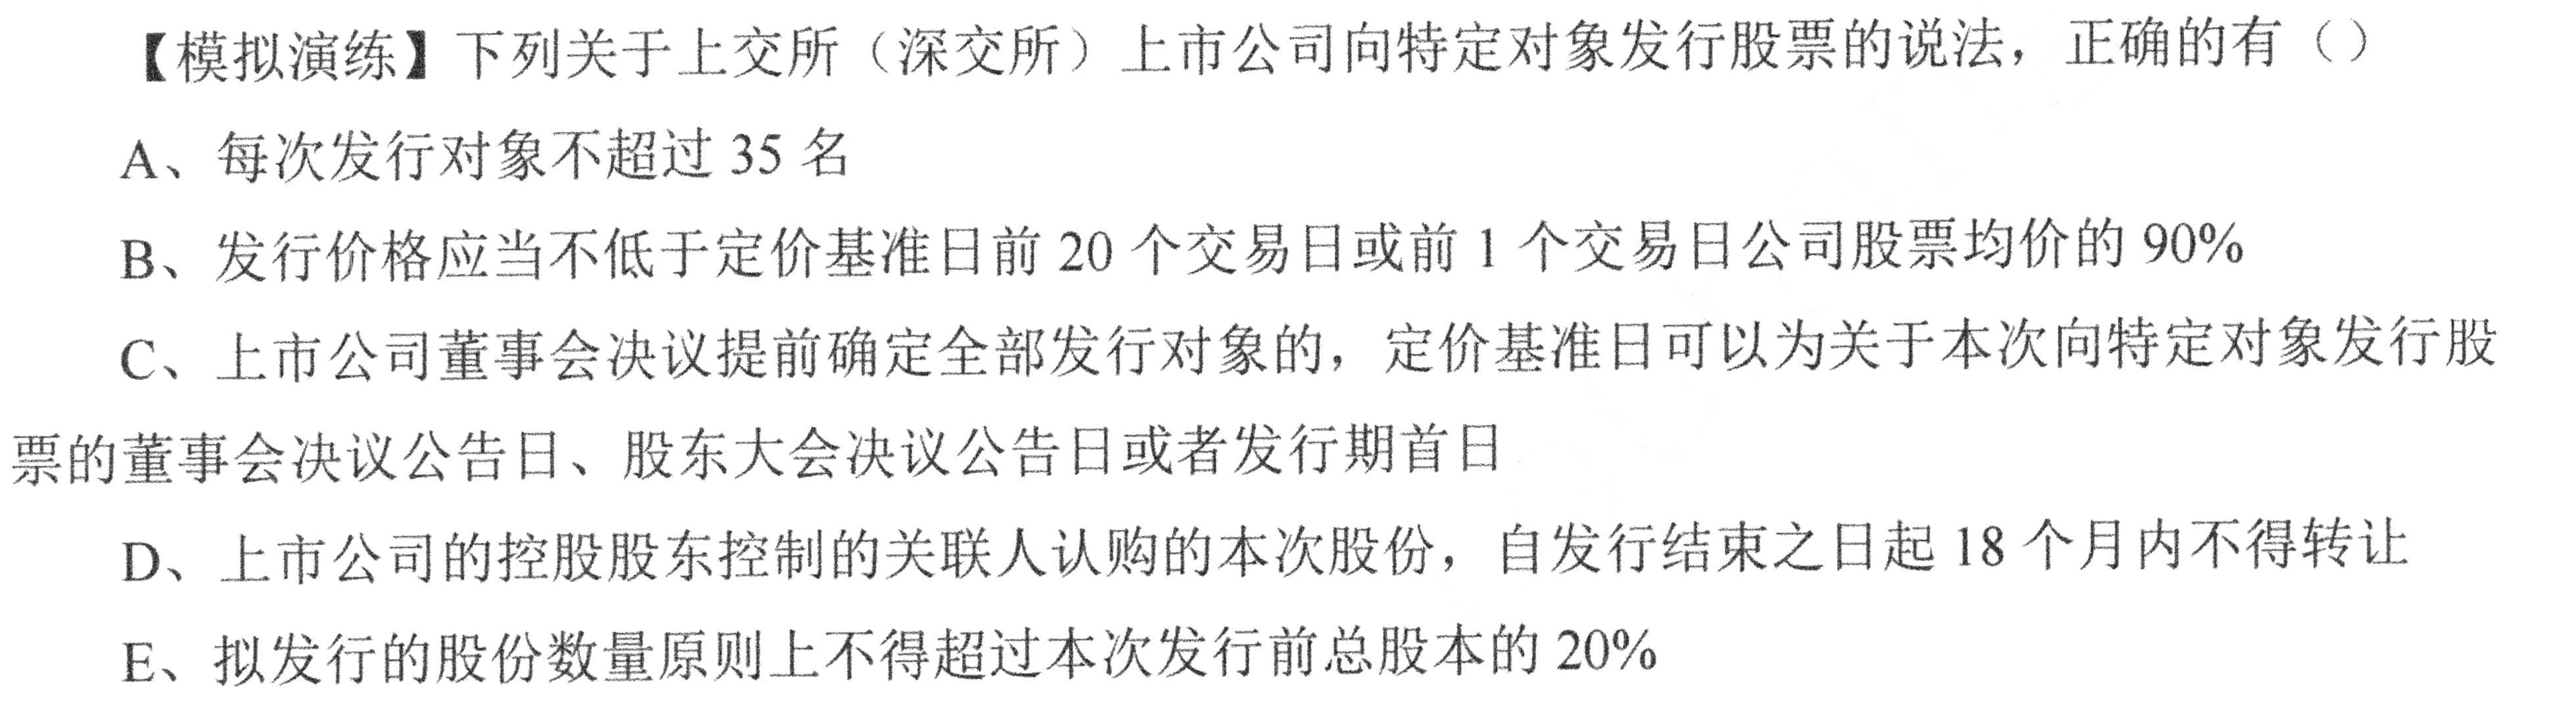 【模拟演练】下列关于上交所（深交所）上市公司向特定对象发行股票的说法，正确的有（）
A、每次发行对象不超过 35 名
B、发行价格应当不低于定价基准日前 20 个交易日或前 1 个交易日公司股票均价的 90%
C、上市公司董事会决议提前确定全部发行对象的，定价基准日可以为关于本次向特定对象发行股
票的董事会决议公告日、股东大会决议公告日或者发行期首日
D、上市公司的控股股东控制的关联人认购的本次股份，自发行结束之日起 18 个月内不得转让
E、拟发行的股份数量原则上不得超过本次发行前总股本的 20%